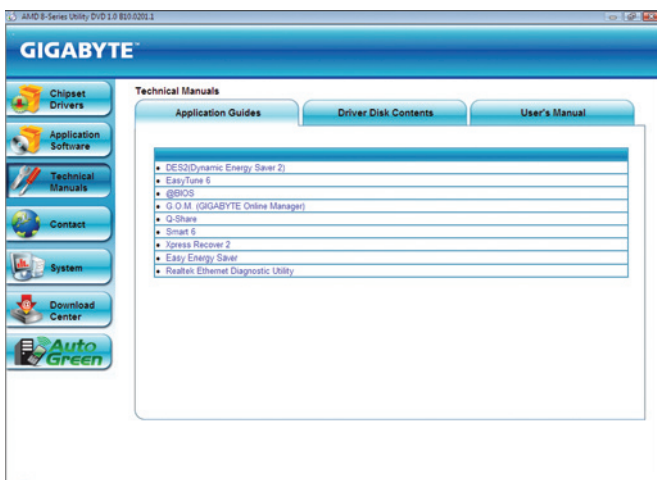 AMD 8-Series Utility DVD 1.0 B10.0201.1
GIGABYTE™
Chipset
Drivers
Application
Software
Technical
Manuals
Contact
System
Download
Center
Auto
Green
Technical Manuals
Application Guides
Driver Disk Contents
User's Manual
DES2(Dynamic Energy Saver 2)
EasyTune 6
@BIOS
G.O.M. (GIGABYTE Online Manager)
Q-Share
Smart 6
Xpress Recover 2
Easy Energy Saver
Realtek Ethernet Diagnostic Utility